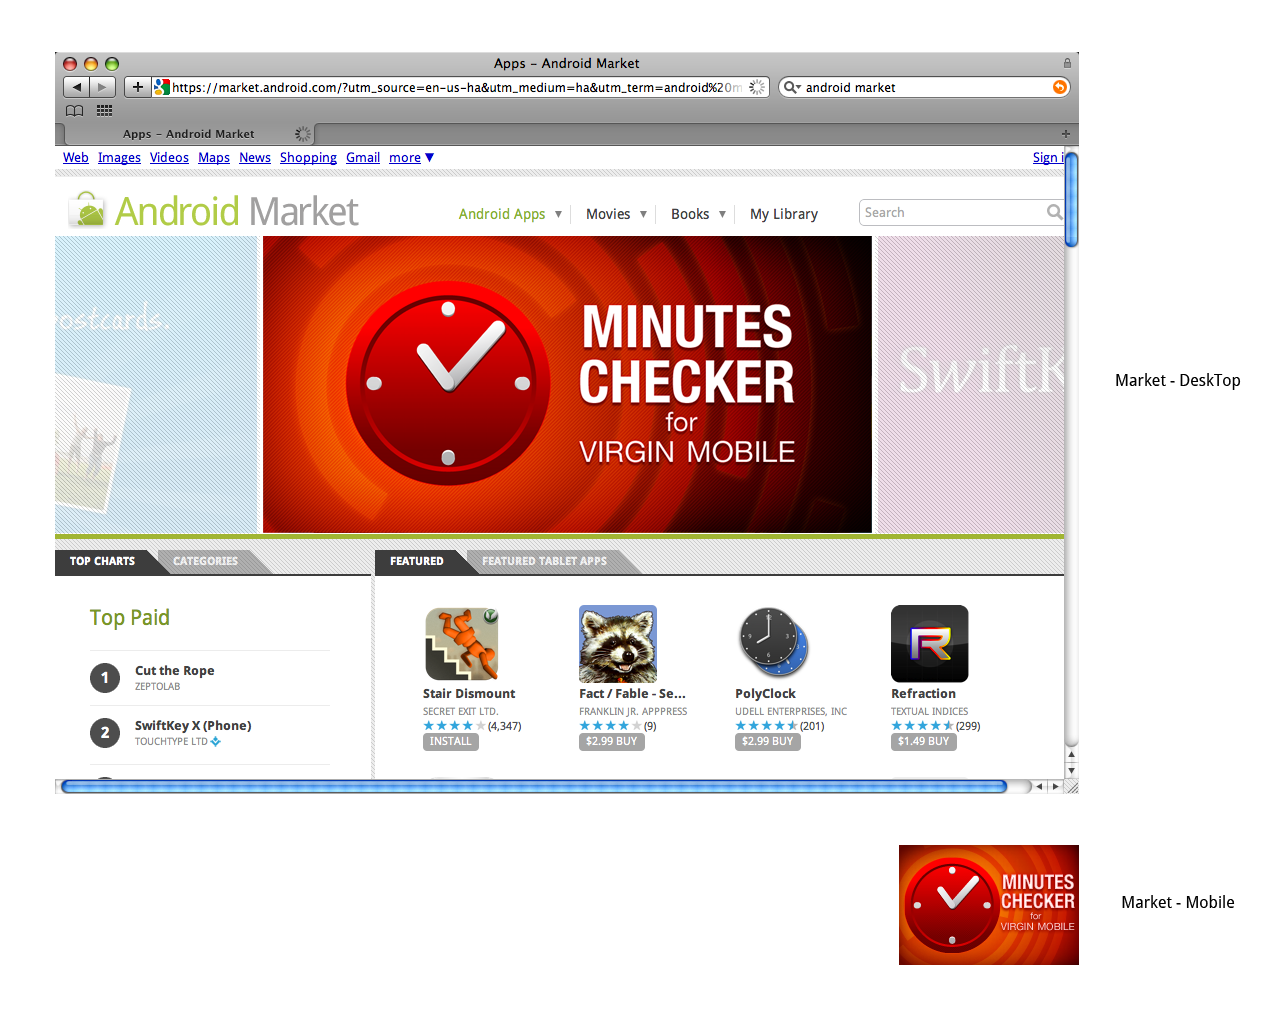 Apps – Android Market
https://market.android.com/?utm_source=en-us-ha&utm_medium=ha&utm_term=android%20m
android market
Apps – Android Market
Web Images Videos Maps News Shopping Gmail more ▼
Sign i
Android Market
Android Apps ▼ Movies ▼ Books ▼ My Library
Search
postcards.
MINUTES
CHECKER
for
VIRGIN MOBILE
SwiftK
Market - DeskTop
TOP CHARTS CATEGORIES
FEATURED FEATURED TABLET APPS
Top Paid
1 Cut the Rope
ZEPTOLAB
2 SwiftKey X (Phone)
TOUCHTYPE LTD
Stair Dismount
SECRET EXIT LTD.
(4,347)
INSTALL
Fact / Fable - Se...
FRANKLIN JR. APPPRESS
(9)
$2.99 BUY
PolyClock
UDELL ENTERPRISES, INC
(201)
$2.99 BUY
Refraction
TEXTUAL INDICES
(299)
$1.49 BUY
MINUTES
CHECKER
for
VIRGIN MOBILE
Market - Mobile